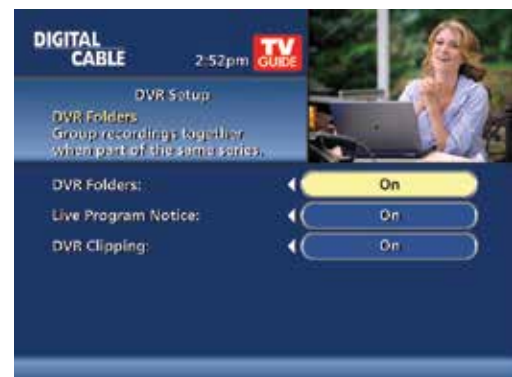 DIGITAL
CABLE
2:52pm
TV
GUIDE
DVR Setup
DVR Folders
Group recordings together
when part of the same series.
DVR Folders: On
Live Program Notice: On
DVR Clipping: On